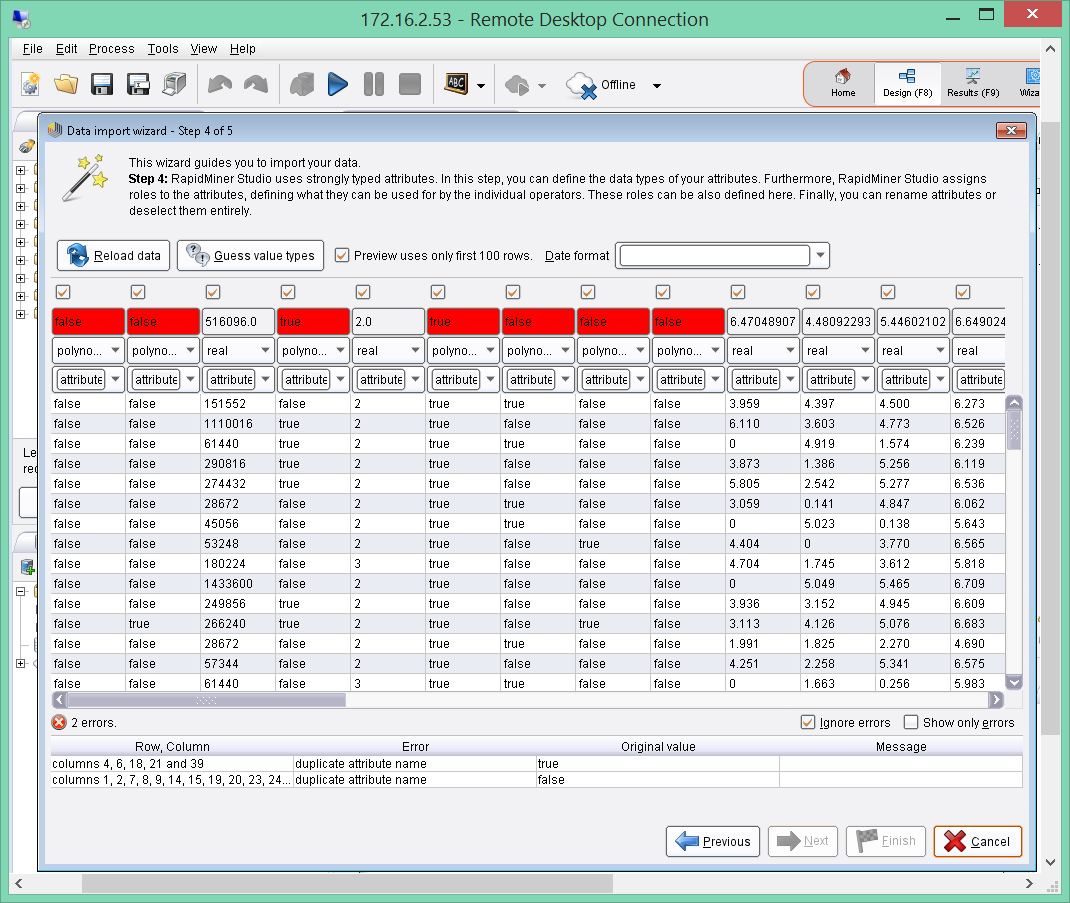 172.16.2.53 - Remote Desktop Connection
File Edit Process Tools View Help
Offline
Home Design (F8) Results (F9)
Data import wizard - Step 4 of 5
This wizard guides you to import your data.
Step 4: RapidMiner Studio uses strongly typed attributes. In this step, you can define the data types of your attributes. Furthermore, RapidMiner Studio assigns
roles to the attributes, defining what they can be used for by the individual operators. These roles can be also defined here. Finally, you can rename attributes or
deselect them entirely.
Reload data Guess value types Preview uses only first 100 rows. Date format
false false 516096.0 true 2.0 true false false false 6.47048907 4.48092293 5.44602102 6.649024
polyno... polyno... real polyno... real polyno... polyno... polyno... polyno... real real real real
attribute attribute attribute attribute attribute attribute attribute attribute attribute attribute attribute attribute attribute
false false 151552 false 2 true true false false 3.959 4.397 4.500 6.273
false false 1110016 true 2 true false false false 6.110 3.603 4.773 6.526
false false 61440 true 2 true true false false 0 4.919 1.574 6.239
false false 290816 true 2 true false false false 3.873 1.386 5.256 6.119
false false 274432 true 2 true false false false 5.805 2.542 5.277 6.536
false false 28672 false 2 true true false false 3.059 0.141 4.847 6.062
false false 45056 false 2 true true false false 0 5.023 0.138 5.643
false false 53248 false 2 true false true false 4.404 0 3.770 6.565
false false 180224 false 3 true false false false 4.704 1.745 3.612 5.818
false false 1433600 false 2 true false false false 0 5.049 5.465 6.709
false false 249856 true 2 true false false false 3.936 3.152 4.945 6.609
false true 266240 true 2 true false true false 3.113 4.126 5.076 6.683
false false 28672 false 2 true true false false 1.991 1.825 2.270 4.690
false false 57344 false 2 true false false false 4.251 2.258 5.341 6.575
false false 61440 false 3 true true false false 0 1.663 0.256 5.983
2 errors. Ignore errors Show only errors
Row, Column Error Original value Message
columns 4, 6, 18, 21 and 39 duplicate attribute name true
columns 1, 2, 7, 8, 9, 14, 15, 19, 20, 23, 24... duplicate attribute name false
Previous Next Finish Cancel